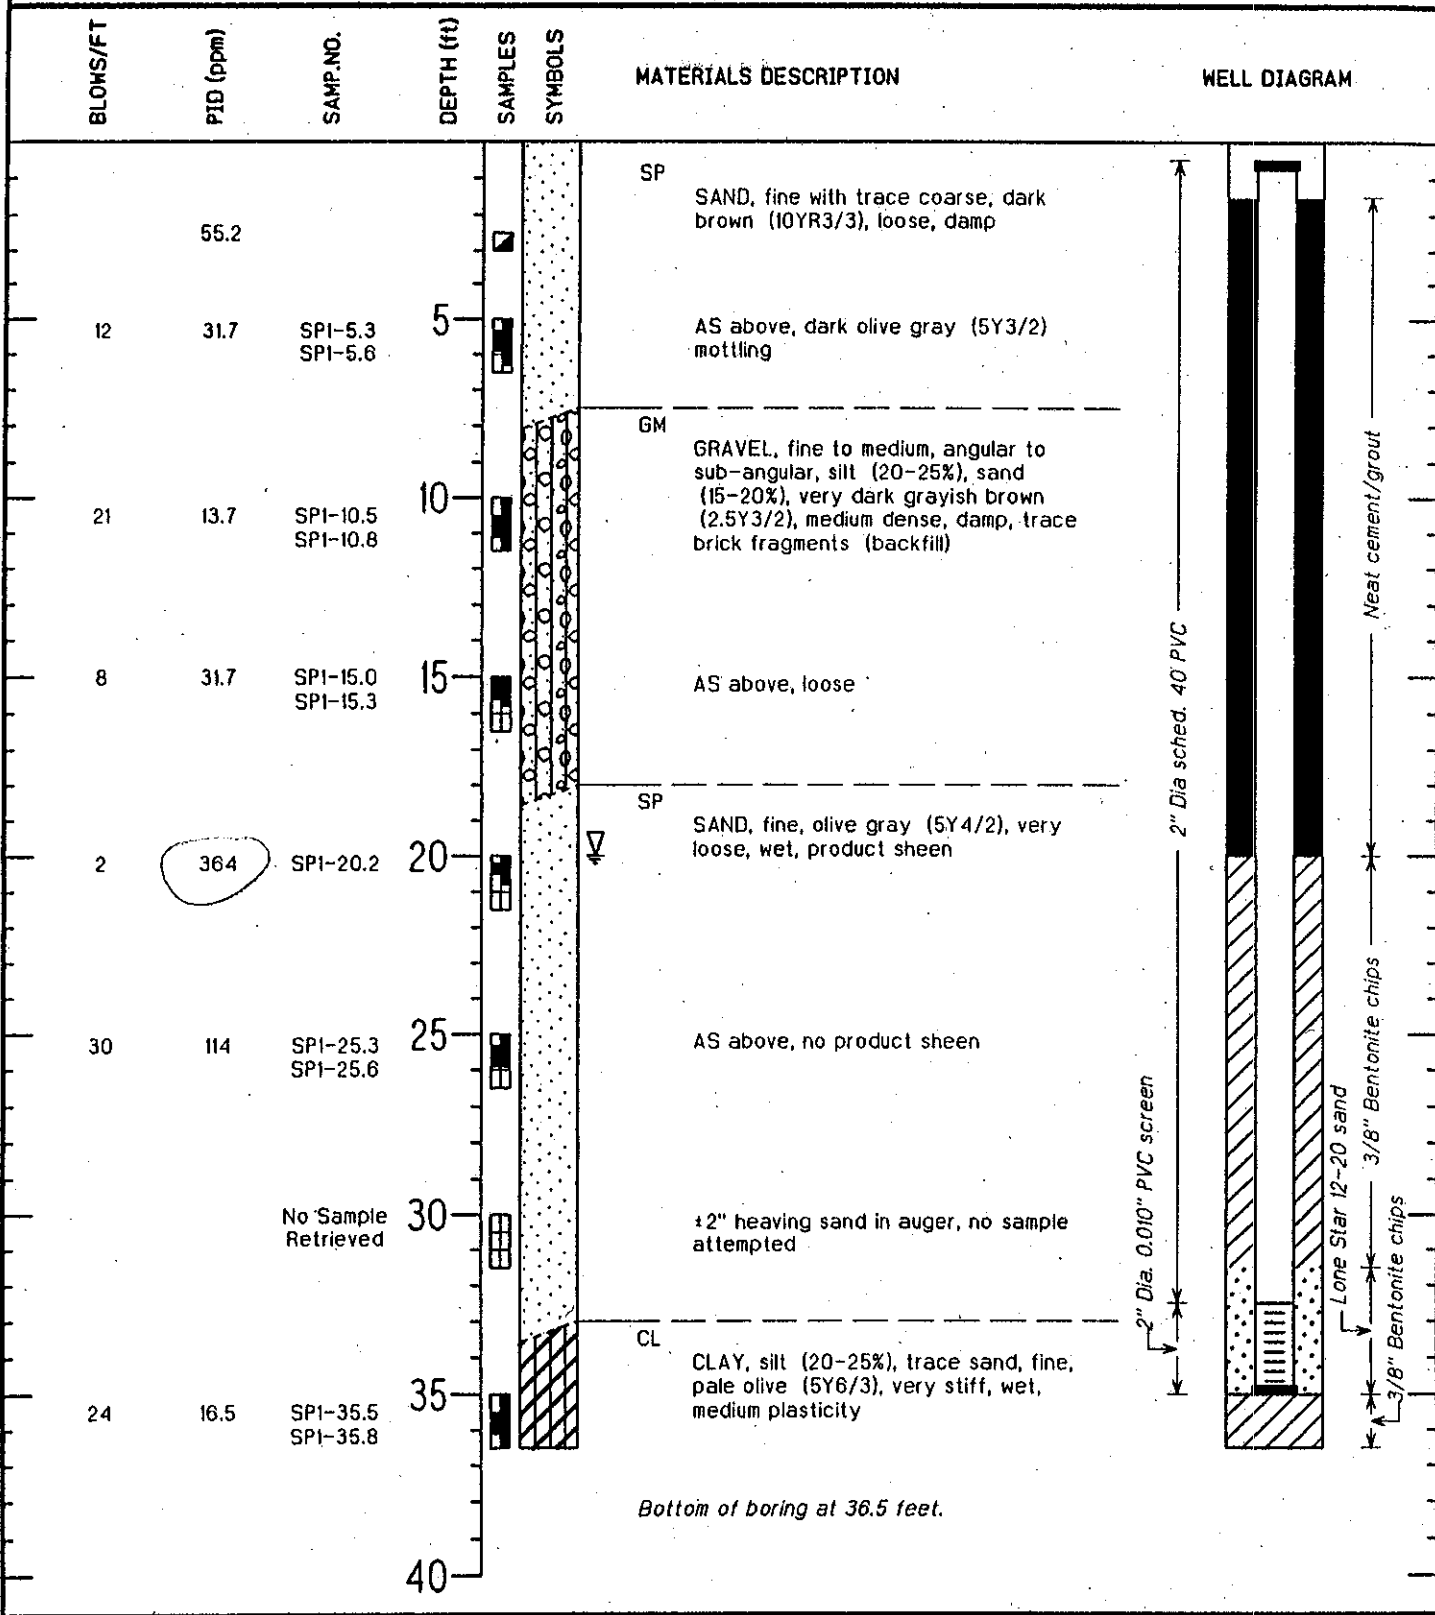 BLOWS/FT
PID (ppm)
SAMP.NO.
DEPTH (ft)
SAMPLES
SYMBOLS
MATERIALS DESCRIPTION
WELL DIAGRAM
SP
SAND, fine with trace coarse, dark
brown (10YR3/3), loose, damp
55.2
12 31.7 SP1-5.3 5 AS above, dark olive gray (5Y3/2)
SP1-5.6 mottling
GM
GRAVEL, fine to medium, angular to
sub-angular, silt (20-25%), sand
(15-20%), very dark grayish brown
(2.5Y3/2), medium dense, damp, trace
brick fragments (backfill)
21 13.7 SP1-10.5 10
SP1-10.8
8 31.7 SP1-15.0 15 AS above, loose
SP1-15.3
SP
SAND, fine, olive gray (5Y4/2), very
loose, wet, product sheen
2 364 SP1-20.2 20
30 114 SP1-25.3 25 AS above, no product sheen
SP1-25.6
No Sample 30 ±2" heaving sand in auger, no sample
Retrieved attempted
CL
CLAY, silt (20-25%), trace sand, fine,
pale olive (5Y6/3), very stiff, wet,
medium plasticity
24 16.5 SP1-35.5 35
SP1-35.8
Bottom of boring at 36.5 feet.
40
2" Dia sched. 40 PVC
2" Dia. 0.010" PVC screen
Neat cement/grout
3/8" Bentonite chips
Lone Star 12-20 sand
3/8" Bentonite chips